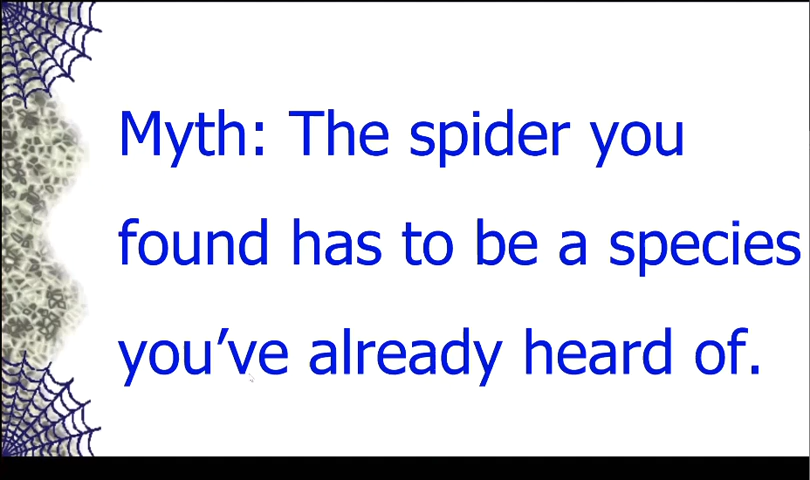 Myth: The spider you
found has to be a species
you’ve already heard of.